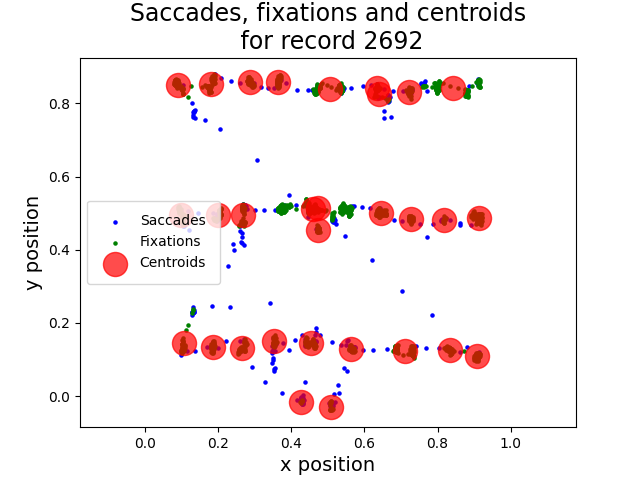 Saccades, fixations and centroids
for record 2692
y position
0.8
0.6
0.4
0.2
0.0
Saccades
Fixations
Centroids
0.0 0.2 0.4 0.6 0.8 1.0
x position